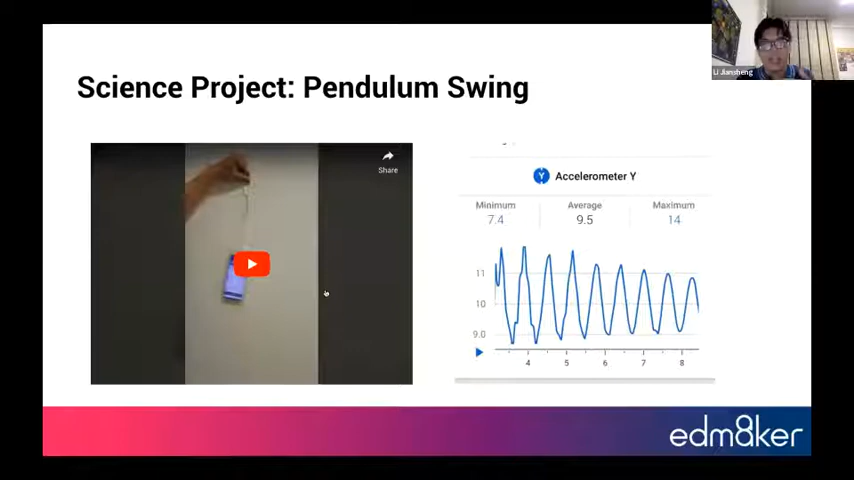 Li Jiansheng
Science Project: Pendulum Swing
Share
Accelerometer Y
Minimum Average Maximum
7.4 9.5 14
11
10
9.0
4 5 6 7 8
edm8ker